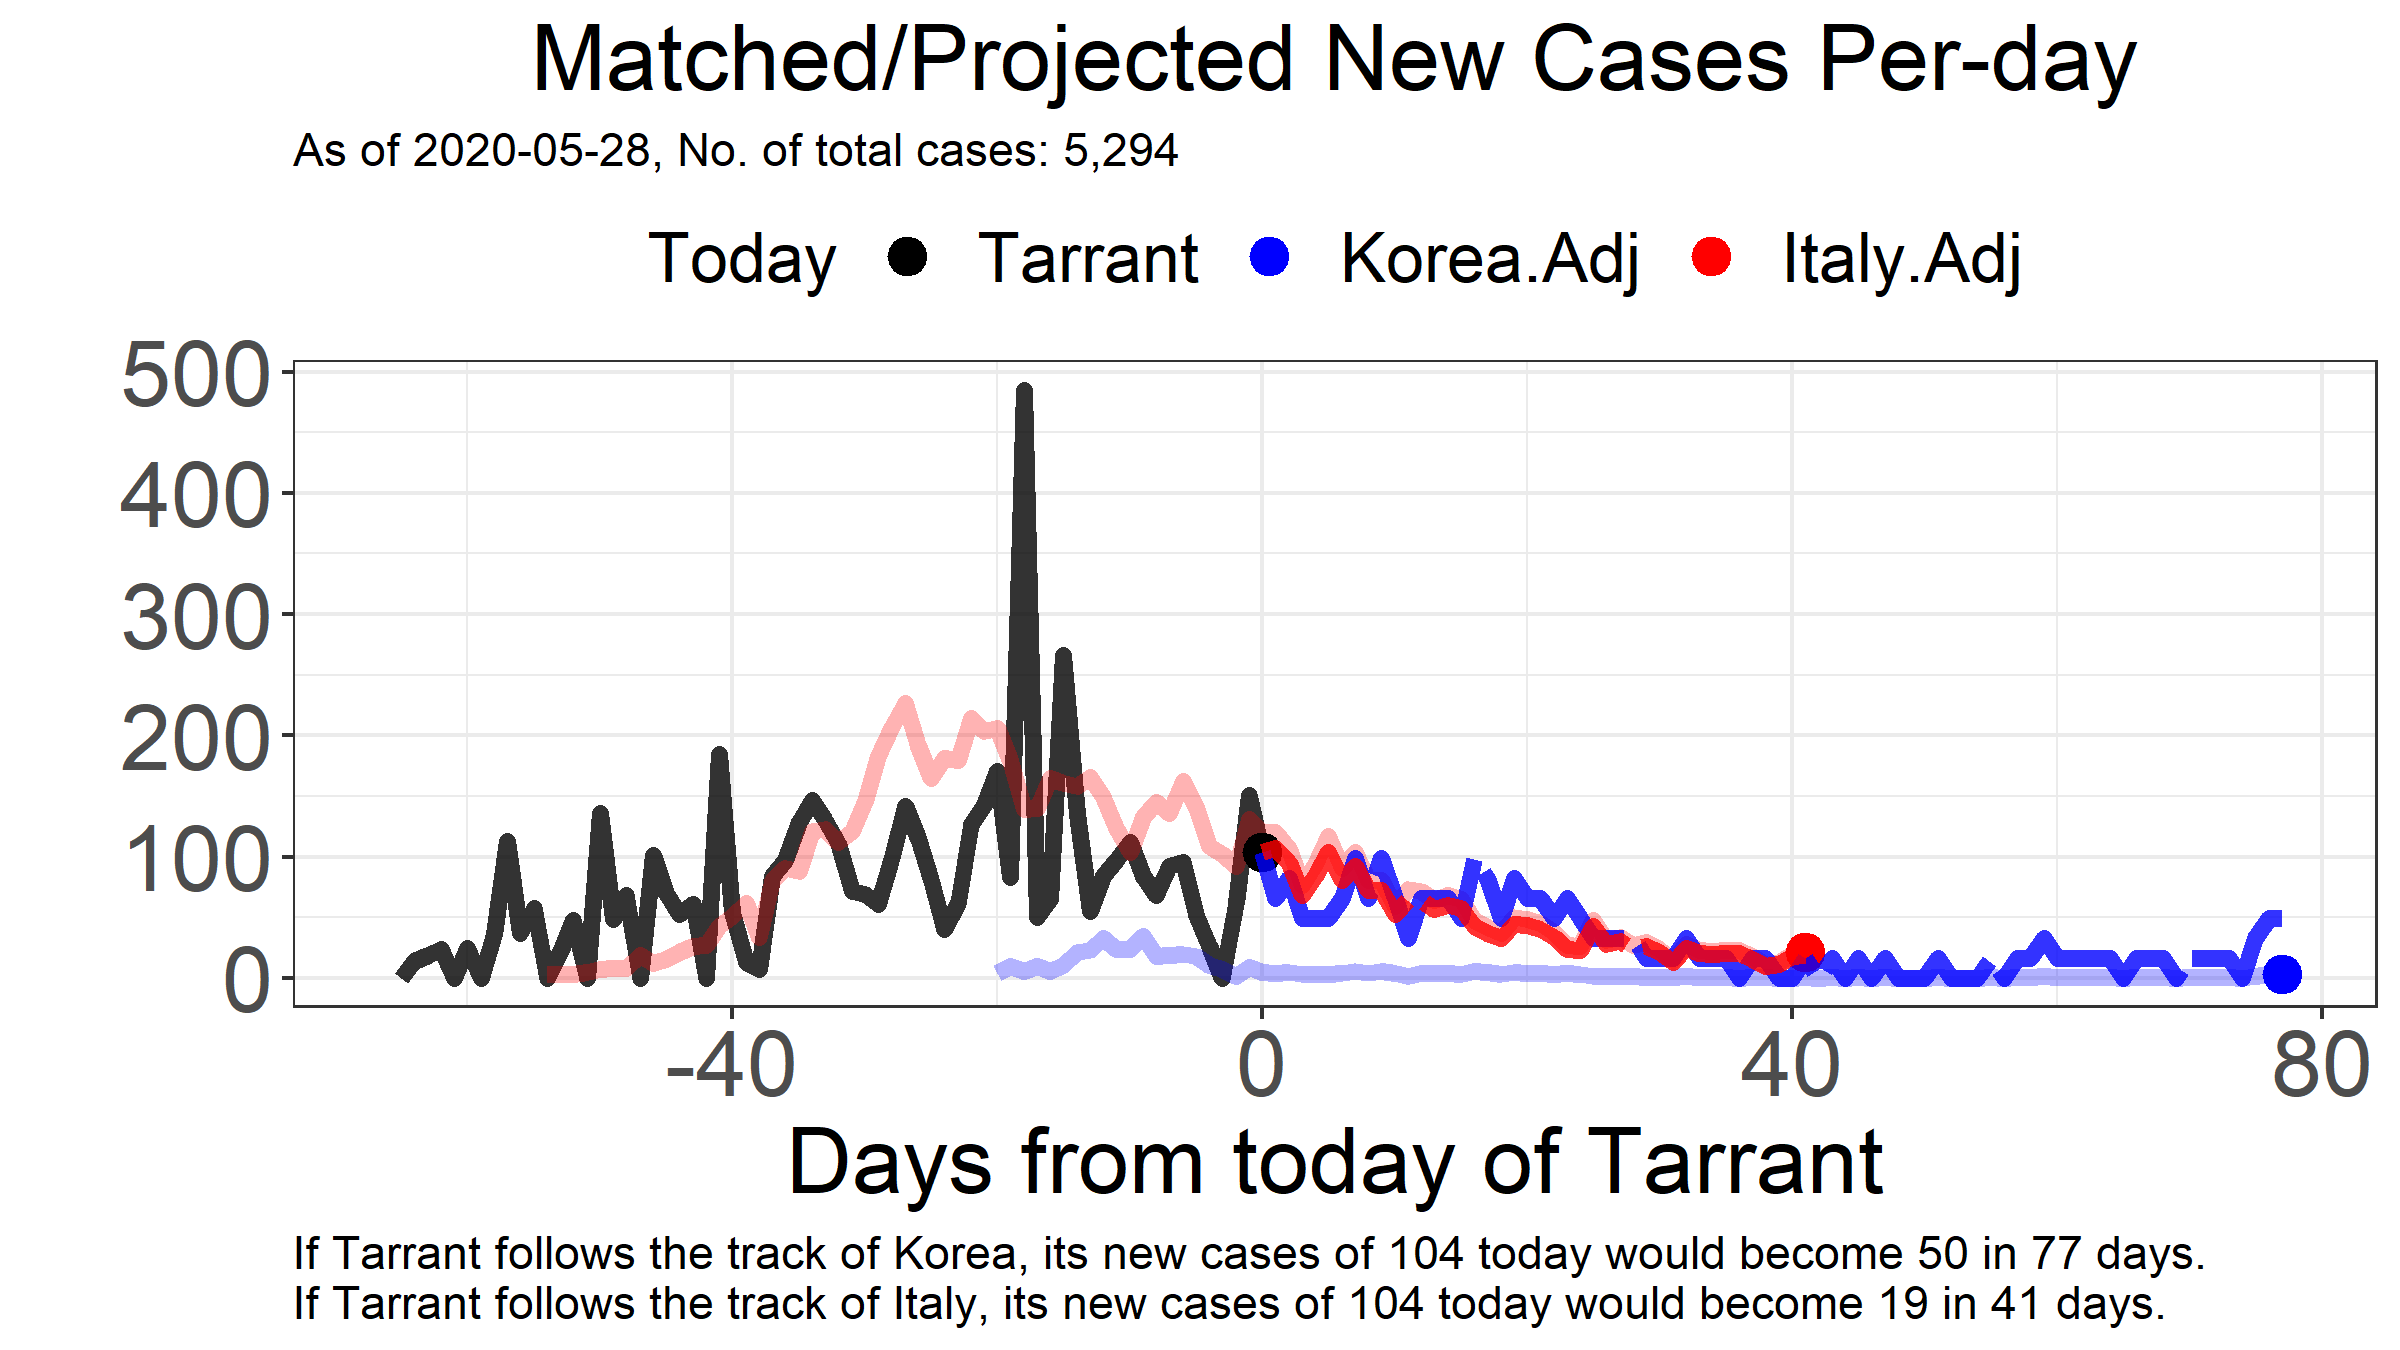 Matched/Projected New Cases Per-day
As of 2020-05-28, No. of total cases: 5,294
Today Tarrant Korea.Adj Italy.Adj
500
400
300
200
100
0
-40 0 40 80
Days from today of Tarrant
If Tarrant follows the track of Korea, its new cases of 104 today would become 50 in 77 days.
If Tarrant follows the track of Italy, its new cases of 104 today would become 19 in 41 days.